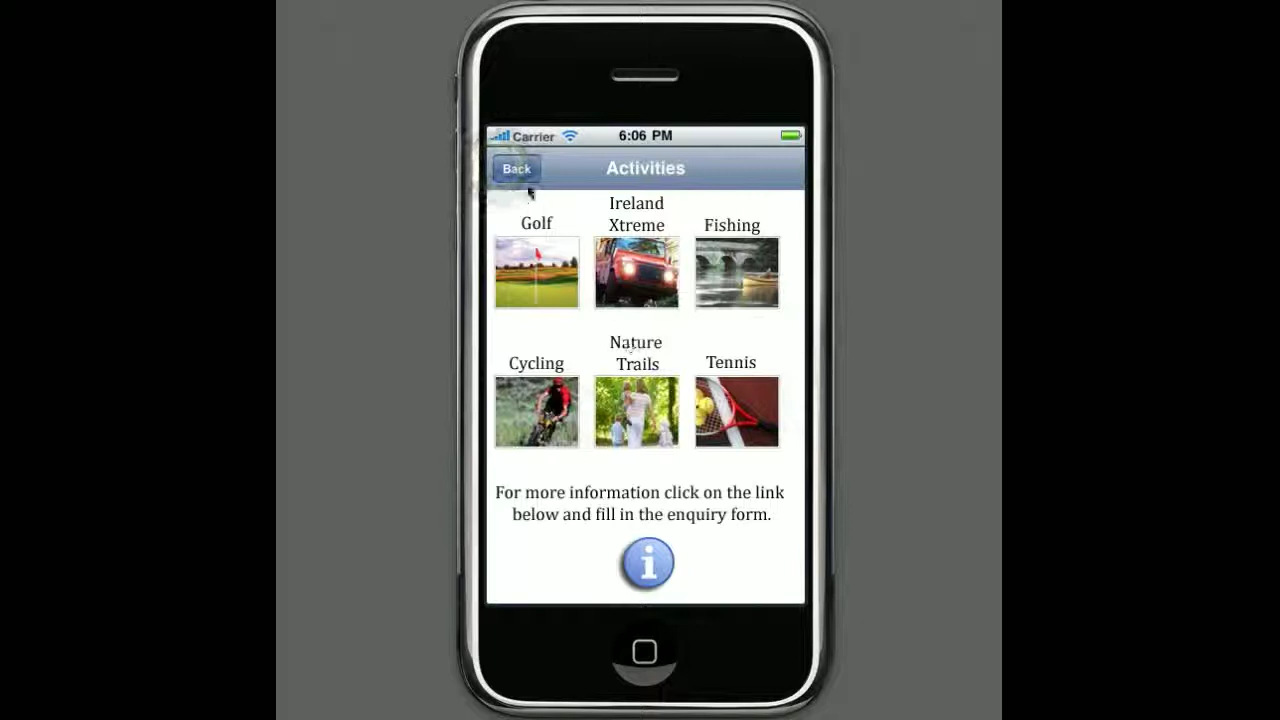 Carrier 6:06 PM
Back Activities
Golf
Ireland
Xtreme
Fishing
Cycling
Nature
Trails
Tennis
For more information click on the link
below and fill in the enquiry form.
i